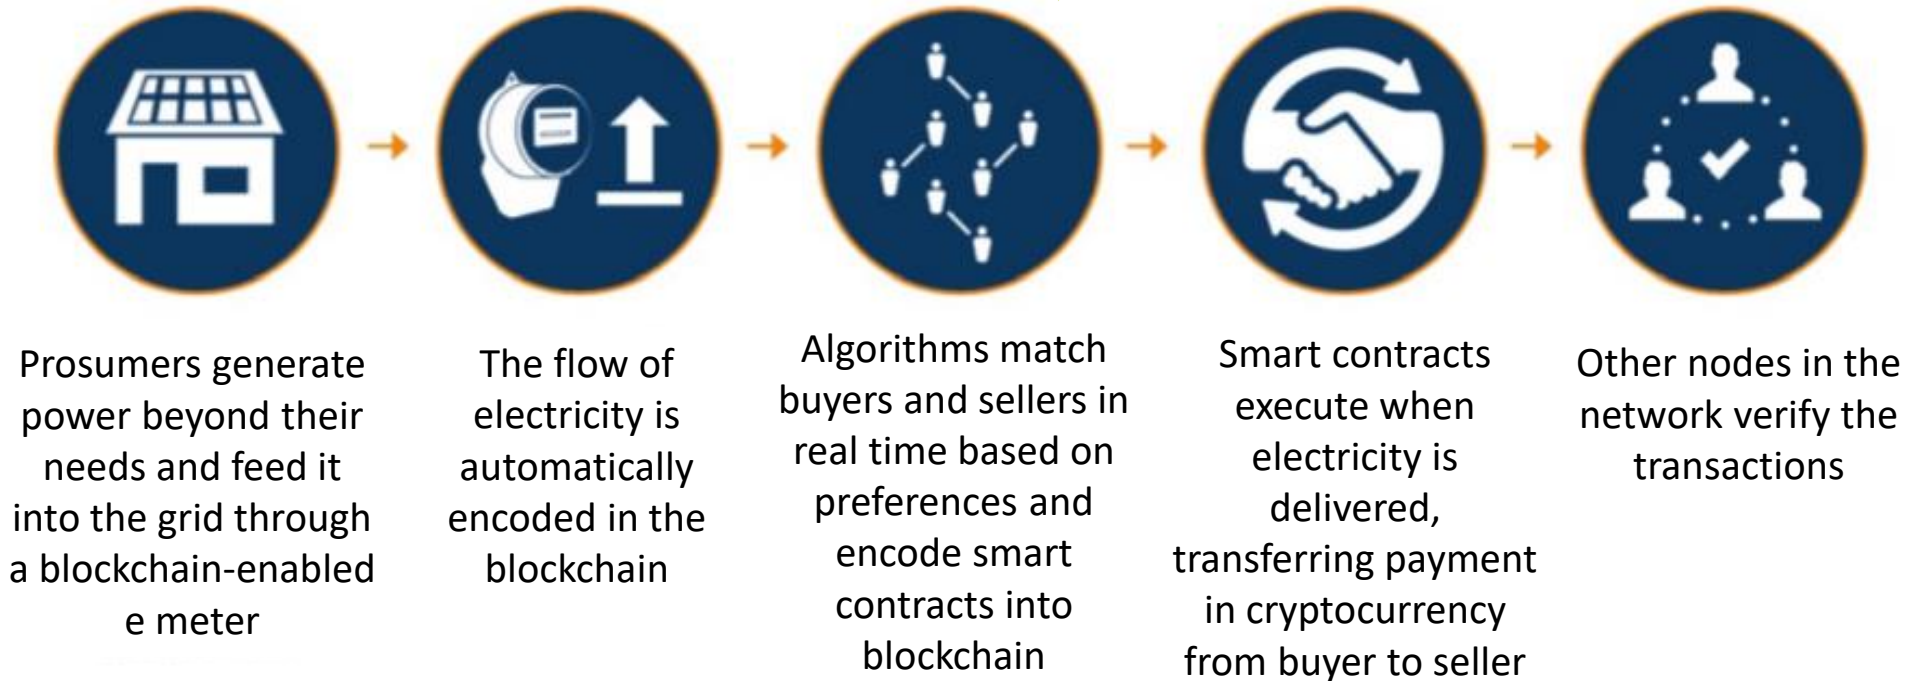 Prosumers generate
power beyond their
needs and feed it
into the grid through
a blockchain-enabled
e meter
The flow of
electricity is
automatically
encoded in the
blockchain
Algorithms match
buyers and sellers in
real time based on
preferences and
encode smart
contracts into
blockchain
Smart contracts
execute when
electricity is
delivered,
transferring payment
in cryptocurrency
from buyer to seller
Other nodes in the
network verify the
transactions